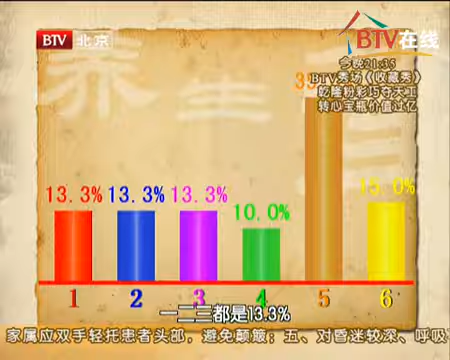 BTV 北京
BTV在线
今晚21:35
BTV秀场《收藏秀》
乾隆粉彩巧夺天工
转心宝瓶价值过亿
养生
13.3%
13.3%
13.3%
10.0%
15.0%
1
2
3
4
5
6
一二三都是13.3%
家属应双手轻托患者头部，避免颠簸；五、对昏迷较深、呼吸